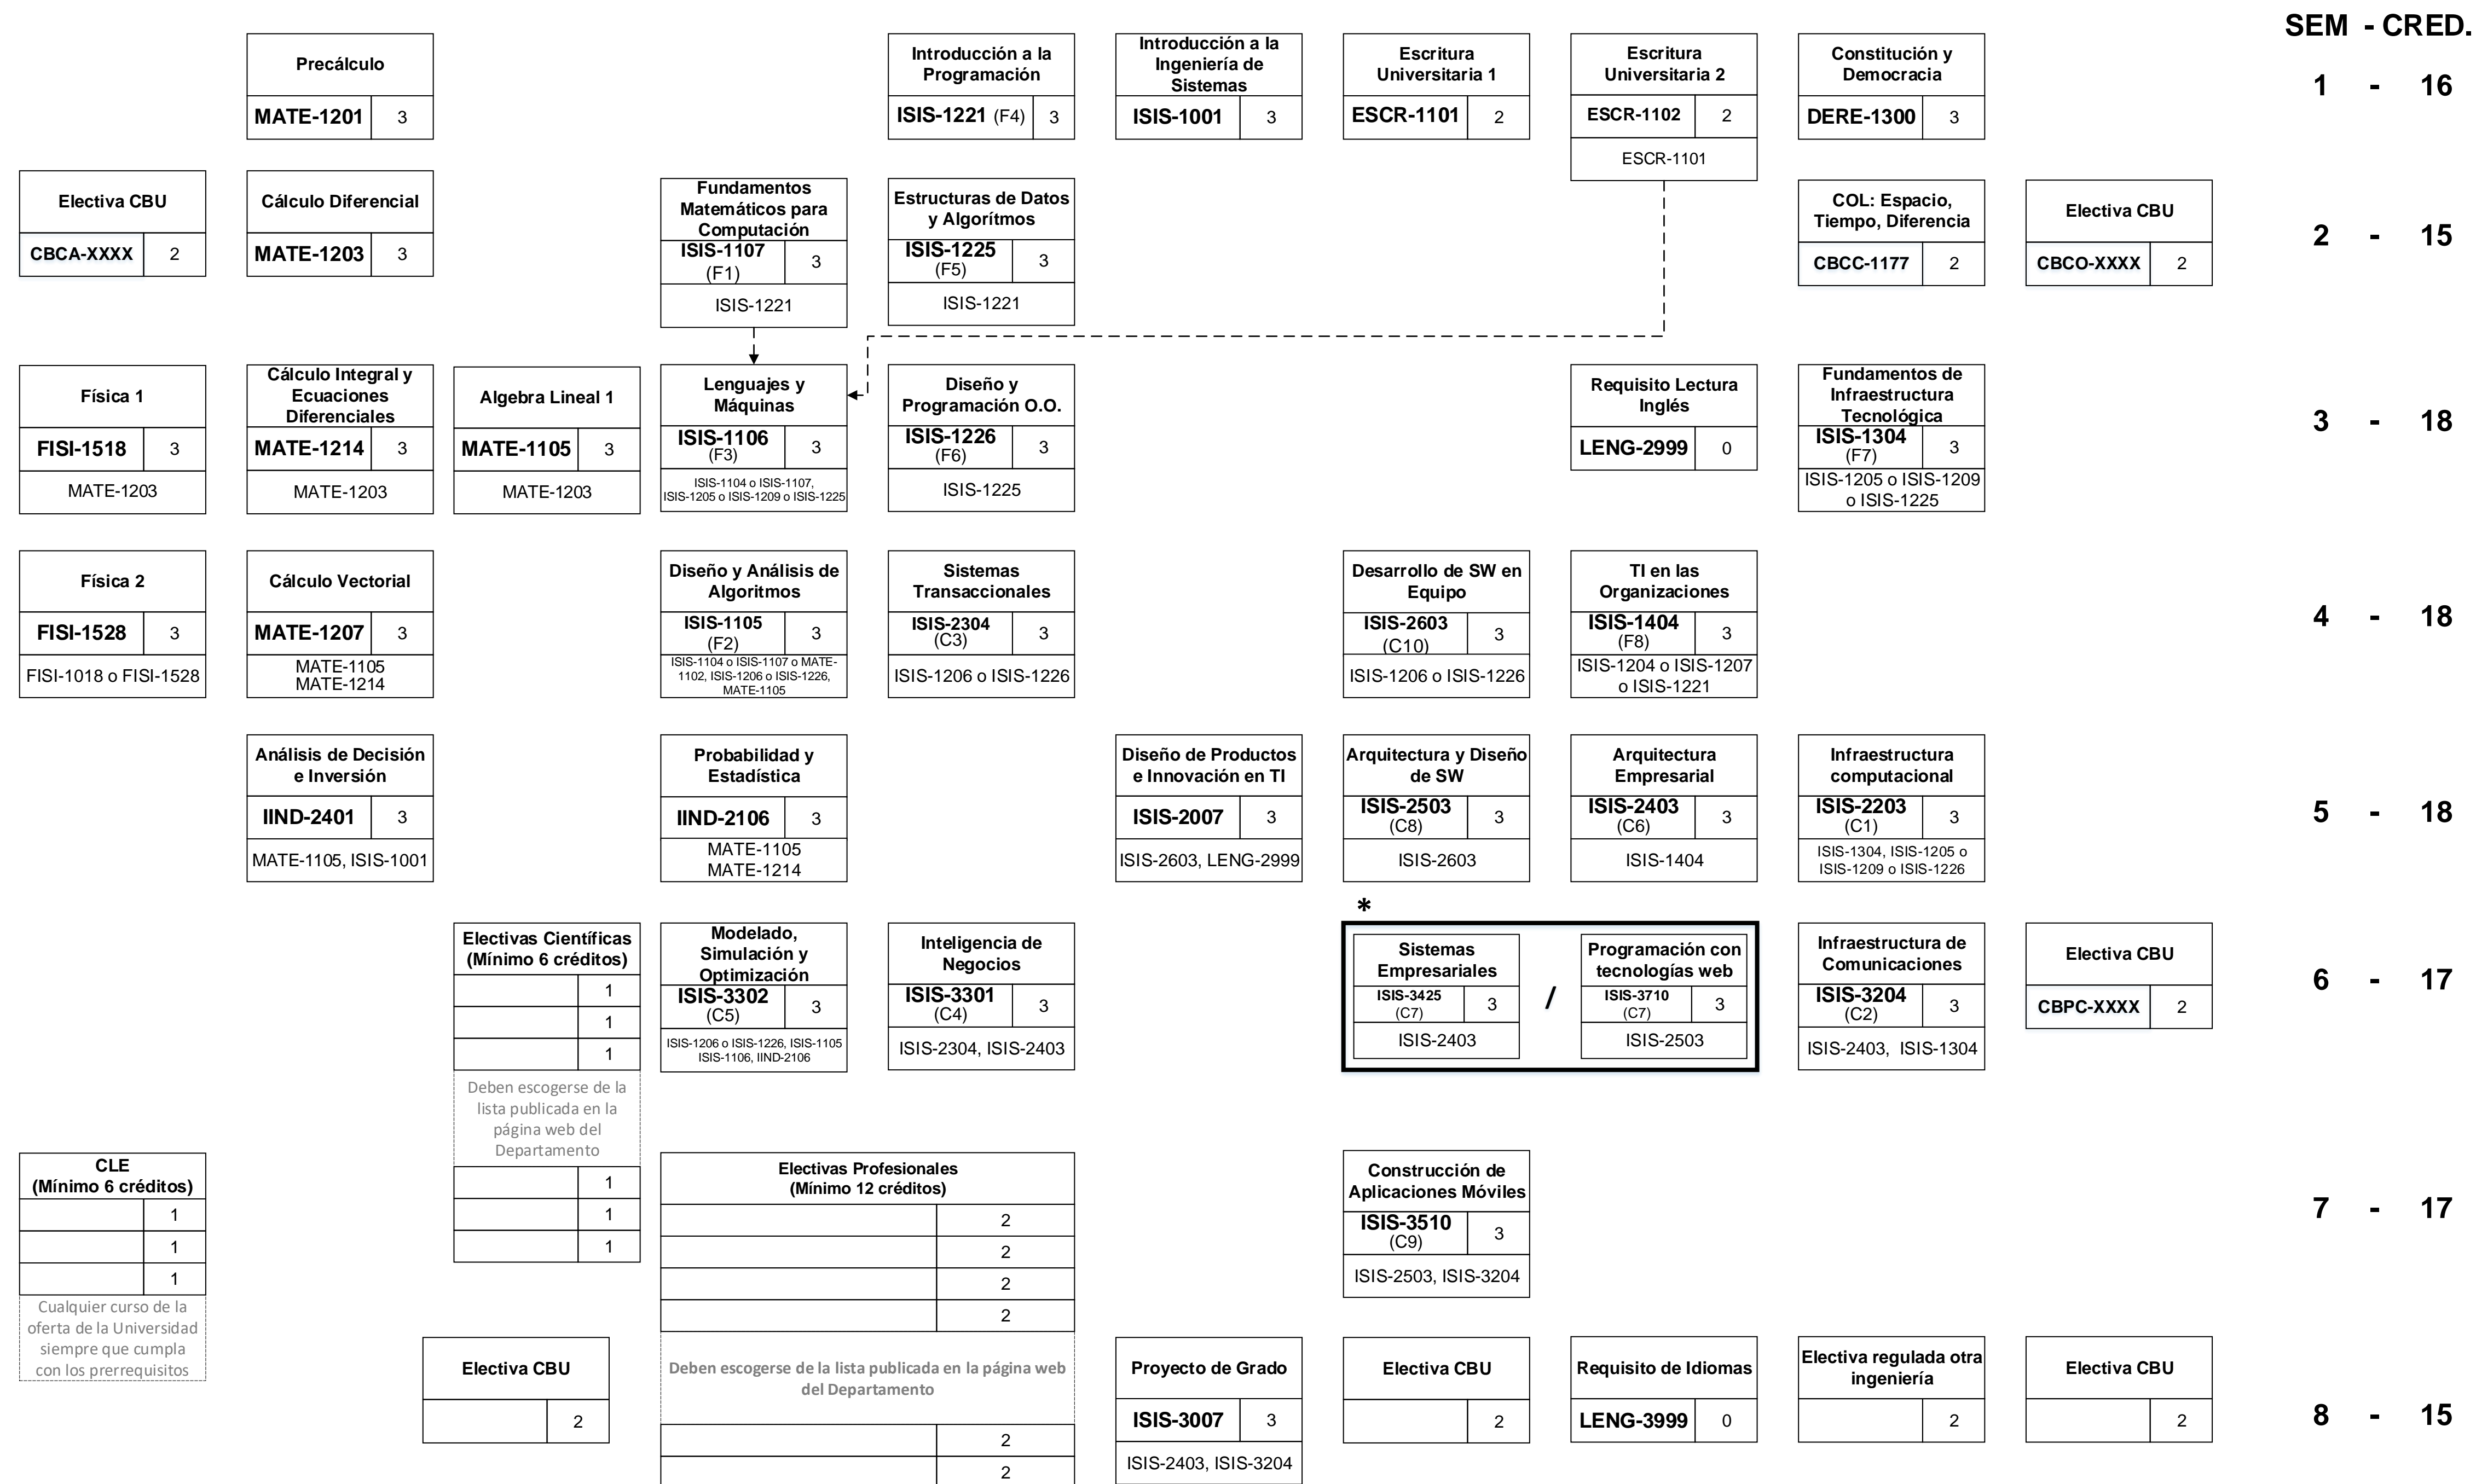 SEM - CRED.
Precálculo
MATE-1201 3
Introducción a la
Programación
ISIS-1221 (F4) 3
Introducción a la
Ingeniería de
Sistemas
ISIS-1001 3
Escritura
Universitaria 1
ESCR-1101 2
Escritura
Universitaria 2
ESCR-1102 2
ESCR-1101
Constitución y
Democracia
DERE-1300 3
1 - 16
Electiva CBU
CBCA-XXXX 2
Cálculo Diferencial
MATE-1203 3
Fundamentos
Matemáticos para
Computación
ISIS-1107
(F1)
3
ISIS-1221
Estructuras de Datos
y Algorítmos
ISIS-1225
(F5)
3
ISIS-1221
COL: Espacio,
Tiempo, Diferencia
CBCC-1177 2
Electiva CBU
CBCO-XXXX 2
2 - 15
Física 1
FISI-1518 3
MATE-1203
Cálculo Integral y
Ecuaciones
Diferenciales
MATE-1214 3
MATE-1203
Algebra Lineal 1
MATE-1105 3
MATE-1203
Lenguajes y
Máquinas
ISIS-1106
(F3)
3
ISIS-1104 o ISIS-1107,
ISIS-1205 o ISIS-1209 o ISIS-1225
Diseño y
Programación O.O.
ISIS-1226
(F6)
3
ISIS-1225
Requisito Lectura
Inglés
LENG-2999 0
Fundamentos de
Infraestructura
Tecnológica
ISIS-1304
(F7)
3
ISIS-1205 o ISIS-1209
o ISIS-1225
3 - 18
Física 2
FISI-1528 3
FISI-1018 o FISI-1528
Cálculo Vectorial
MATE-1207 3
MATE-1105
MATE-1214
Diseño y Análisis de
Algoritmos
ISIS-1105
(F2)
3
ISIS-1104 o ISIS-1107 o MATE-
1102, ISIS-1206 o ISIS-1226,
MATE-1105
Sistemas
Transaccionales
ISIS-2304
(C3)
3
ISIS-1206 o ISIS-1226
Desarrollo de SW en
Equipo
ISIS-2603
(C10)
3
ISIS-1206 o ISIS-1226
TI en las
Organizaciones
ISIS-1404
(F8)
3
ISIS-1204 o ISIS-1207
o ISIS-1221
4 - 18
Análisis de Decisión
e Inversión
IIND-2401 3
MATE-1105, ISIS-1001
Probabilidad y
Estadística
IIND-2106 3
MATE-1105
MATE-1214
Diseño de Productos
e Innovación en TI
ISIS-2007 3
ISIS-2603, LENG-2999
Arquitectura y Diseño
de SW
ISIS-2503
(C8)
3
ISIS-2603
Arquitectura
Empresarial
ISIS-2403
(C6)
3
ISIS-1404
Infraestructura
computacional
ISIS-2203
(C1)
3
ISIS-1304, ISIS-1205 o
ISIS-1209 o ISIS-1226
5 - 18
Electivas Científicas
(Mínimo 6 créditos)
1
1
1
Deben escogerse de la
lista publicada en la
página web del
Departamento
1
1
1
Modelado,
Simulación y
Optimización
ISIS-3302
(C5)
3
ISIS-1206 o ISIS-1226, ISIS-1105
ISIS-1106, IIND-2106
Inteligencia de
Negocios
ISIS-3301
(C4)
3
ISIS-2304, ISIS-2403
*
Sistemas
Empresariales
ISIS-3425
(C7)
3
ISIS-2403
/
Programación con
tecnologías web
ISIS-3710
(C7)
3
ISIS-2503
Infraestructura de
Comunicaciones
ISIS-3204
(C2)
3
ISIS-2403, ISIS-1304
Electiva CBU
CBPC-XXXX 2
6 - 17
CLE
(Mínimo 6 créditos)
1
1
1
Cualquier curso de la
oferta de la Universidad
siempre que cumpla
con los prerrequisitos
Electivas Profesionales
(Mínimo 12 créditos)
2
2
2
2
Deben escogerse de la lista publicada en la página web
del Departamento
2
2
Construcción de
Aplicaciones Móviles
ISIS-3510
(C9)
3
ISIS-2503, ISIS-3204
7 - 17
Electiva CBU
2
Proyecto de Grado
ISIS-3007 3
ISIS-2403, ISIS-3204
Electiva CBU
2
Requisito de Idiomas
LENG-3999 0
Electiva regulada otra
ingeniería
2
Electiva CBU
2
8 - 15